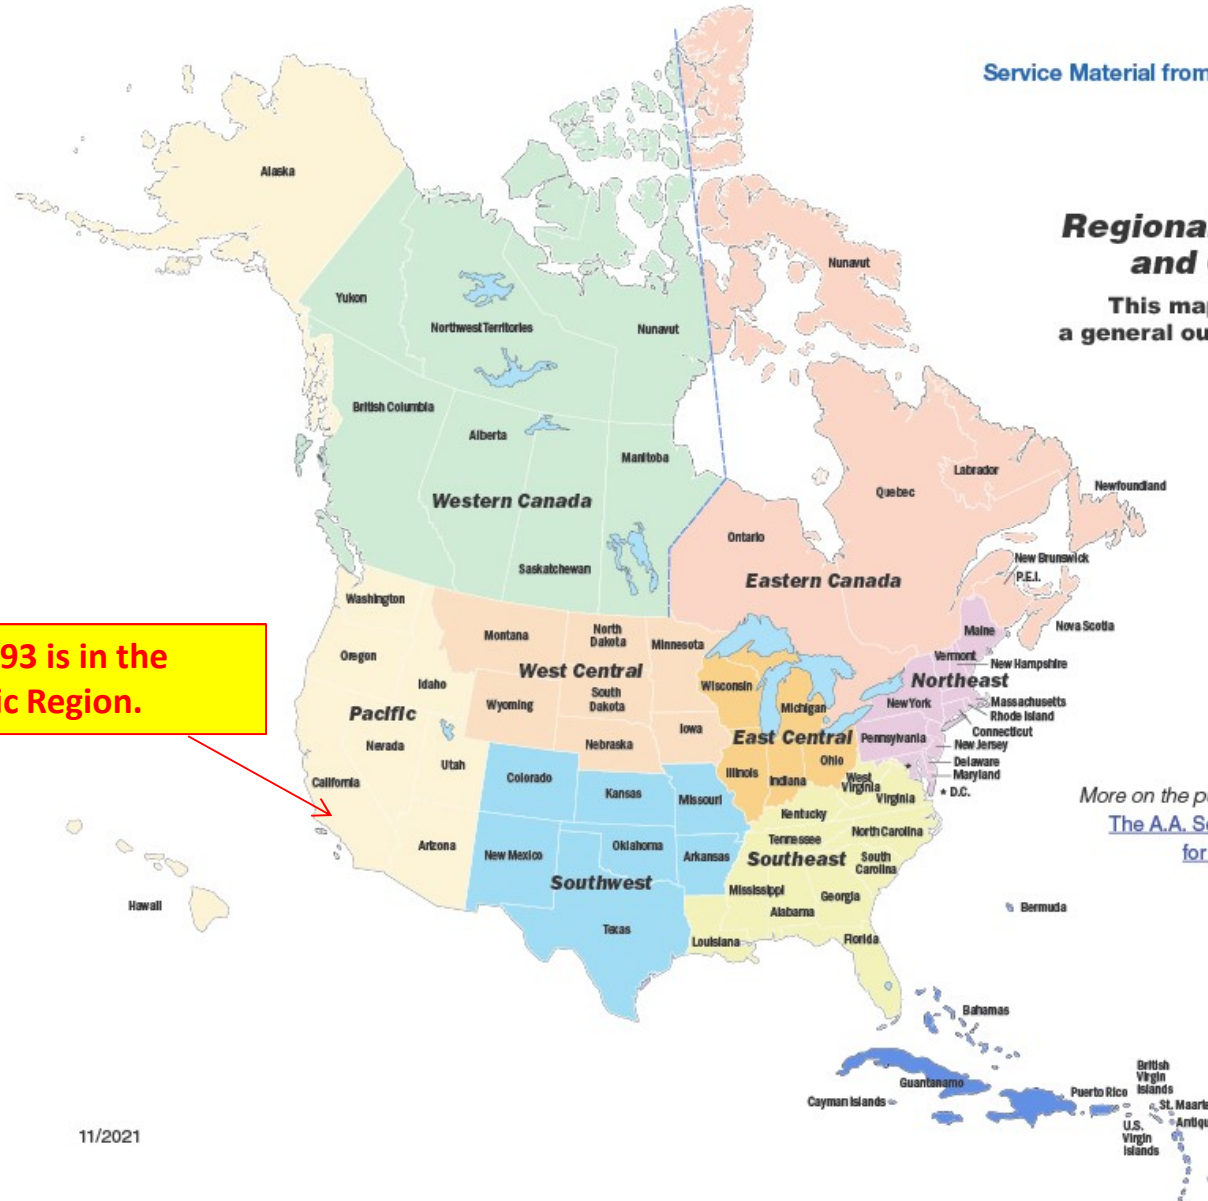 Service Material from
Alaska
Regiona
and
This map
a general ou
Nunavut
Yukon
Northwest Territories
Nunavut
British Columbia
Alberta
Manitoba
Labrador
Newfoundland
Quebec
Western Canada
Ontario
New Brunswick
P.E.I.
Saskatchewan
Eastern Canada
Washington
Nova Scotia
Maine
Montana
North
Dakota
Minnesota
93 is in the
ic Region.
Oregon
Vermont
New Hampshire
West Central
Northeast
Idaho
Wisconsin
South
Dakota
Wyoming
Michigan
New York
Massachusetts
Rhode Island
Connecticut
Pacific
Iowa
East Central
Pennsylvania
New Jersey
Nevada
Nebraska
Utah
Ohio
Delaware
Maryland
* D.C.
*
California
Colorado
Illinois
Indiana
West
Virginia
Kansas
Missouri
Virginia
More on the p
Kentucky
The A.A. Se
for
North Carolina
Tennessee
Arizona
New Mexico
Oklahoma
Arkansas
Southeast
South
Carolina
Southwest
Mississippi
Georgia
Hawaii
Alabama
Bermuda
Texas
Louisiana
Florida
Bahamas
Guantanamo
Cayman Islands
Puerto Rico
British
Virgin
Islands
St. Maarte
Antigu
U.S.
Virgin
Islands
11/2021